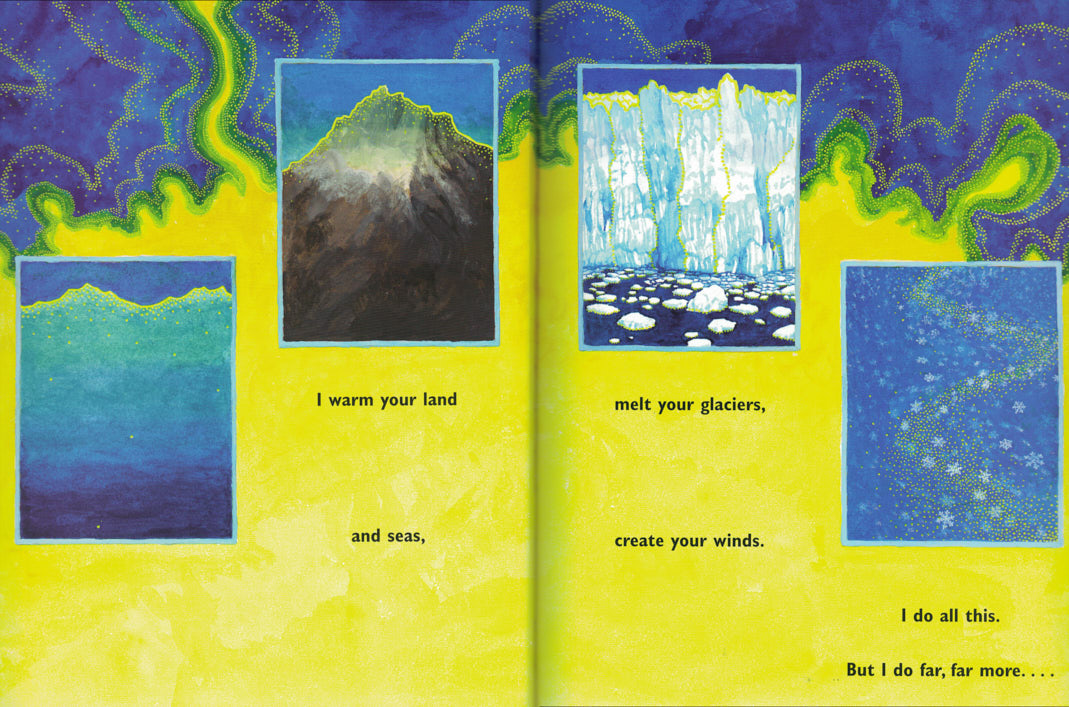 I warm your land
and seas,
melt your glaciers,
create your winds.
I do all this.
But I do far, far more. . . .